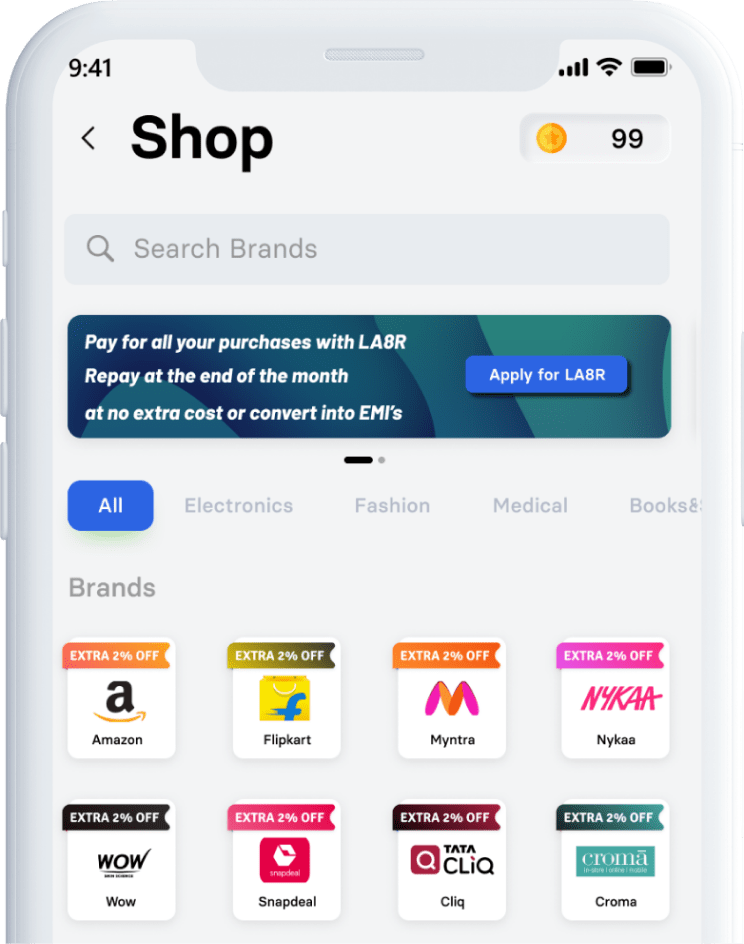 9:41
Shop
99
Search Brands
Pay for all your purchases with LA8R
Repay at the end of the month
at no extra cost or convert into EMI's
Apply for LA8R
All Electronics Fashion Medical Books&
Brands
EXTRA 2% OFF EXTRA 2% OFF EXTRA 2% OFF EXTRA 2% OFF
a NYKAA
Amazon Flipkart Myntra Nykaa
EXTRA 2% OFF EXTRA 2% OFF EXTRA 2% OFF EXTRA 2% OFF
WOW
SKIN SCIENCE
snapdeal
TATA
CLiQ
cromā
in-store | online | mobile
Wow Snapdeal Cliq Croma